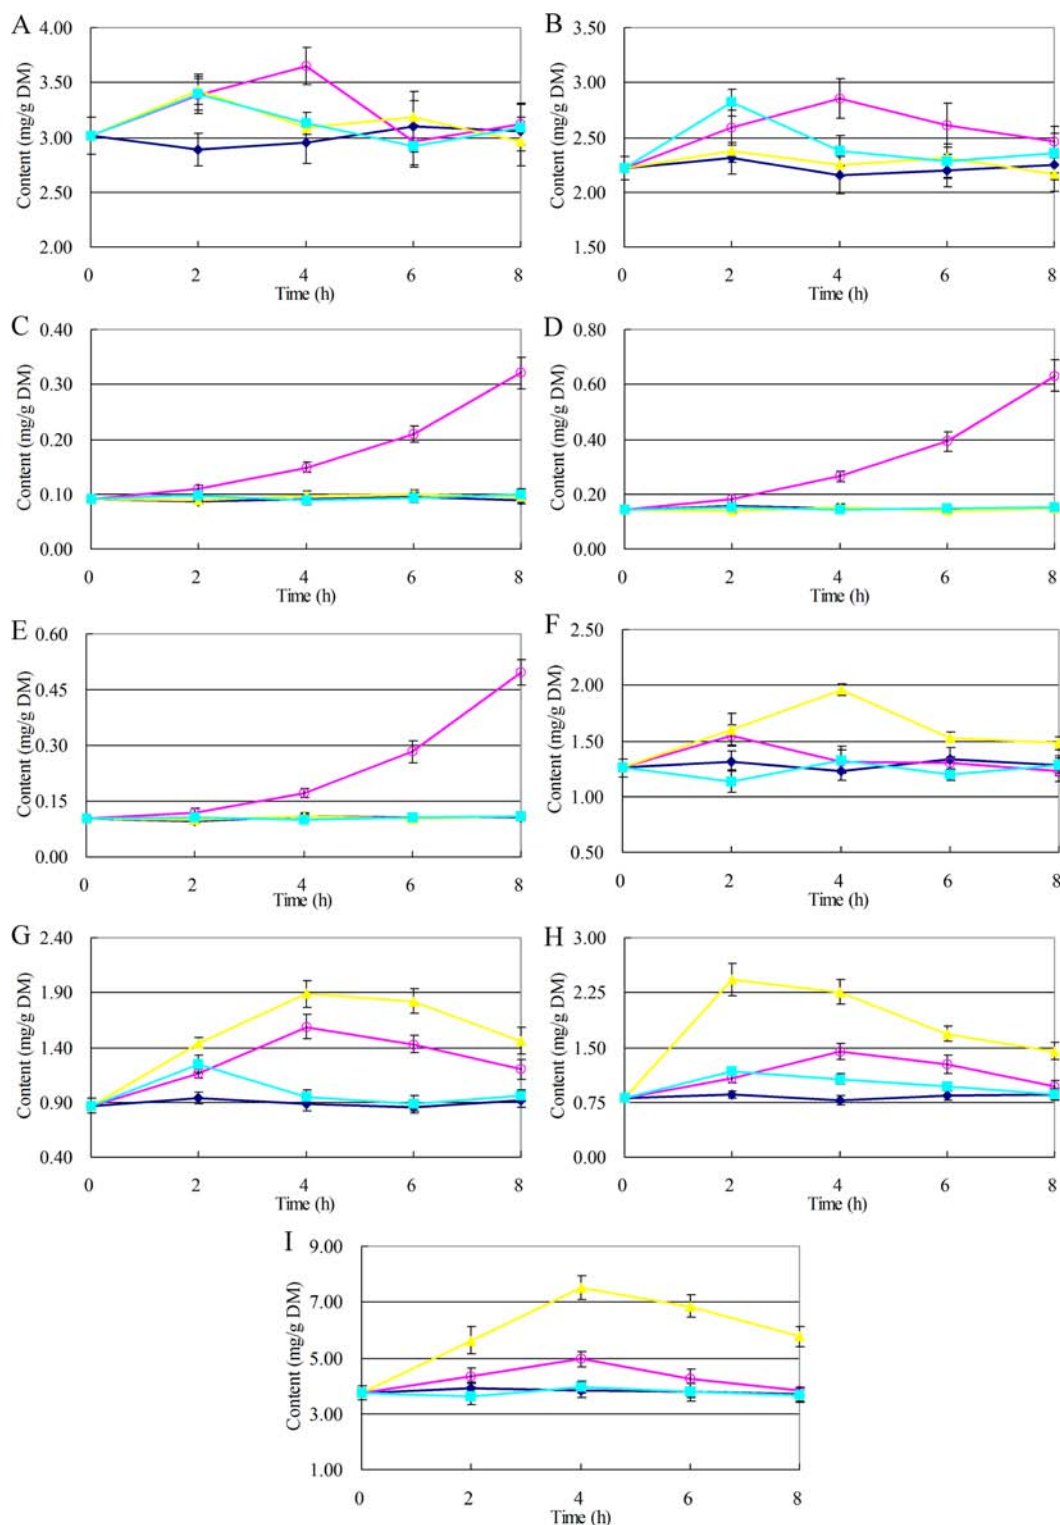 A
Content (mg/g DM)
4.00
3.50
3.00
2.50
2.00
0 2 4 6 8
Time (h)
B
Content (mg/g DM)
3.50
3.00
2.50
2.00
1.50
0 2 4 6 8
Time (h)
C
Content (mg/g DM)
0.40
0.30
0.20
0.10
0.00
0 2 4 6 8
Time (h)
D
Content (mg/g DM)
0.80
0.60
0.40
0.20
0.00
0 2 4 6 8
Time (h)
E
Content (mg/g DM)
0.60
0.45
0.30
0.15
0.00
0 2 4 6 8
Time (h)
F
Content (mg/g DM)
2.50
2.00
1.50
1.00
0.50
0 2 4 6 8
Time (h)
G
Content (mg/g DM)
2.40
1.90
1.40
0.90
0.40
0 2 4 6 8
Time (h)
H
Content (mg/g DM)
3.00
2.25
1.50
0.75
0.00
0 2 4 6 8
Time (h)
I
Content (mg/g DM)
9.00
7.00
5.00
3.00
1.00
0 2 4 6 8
Time (h)